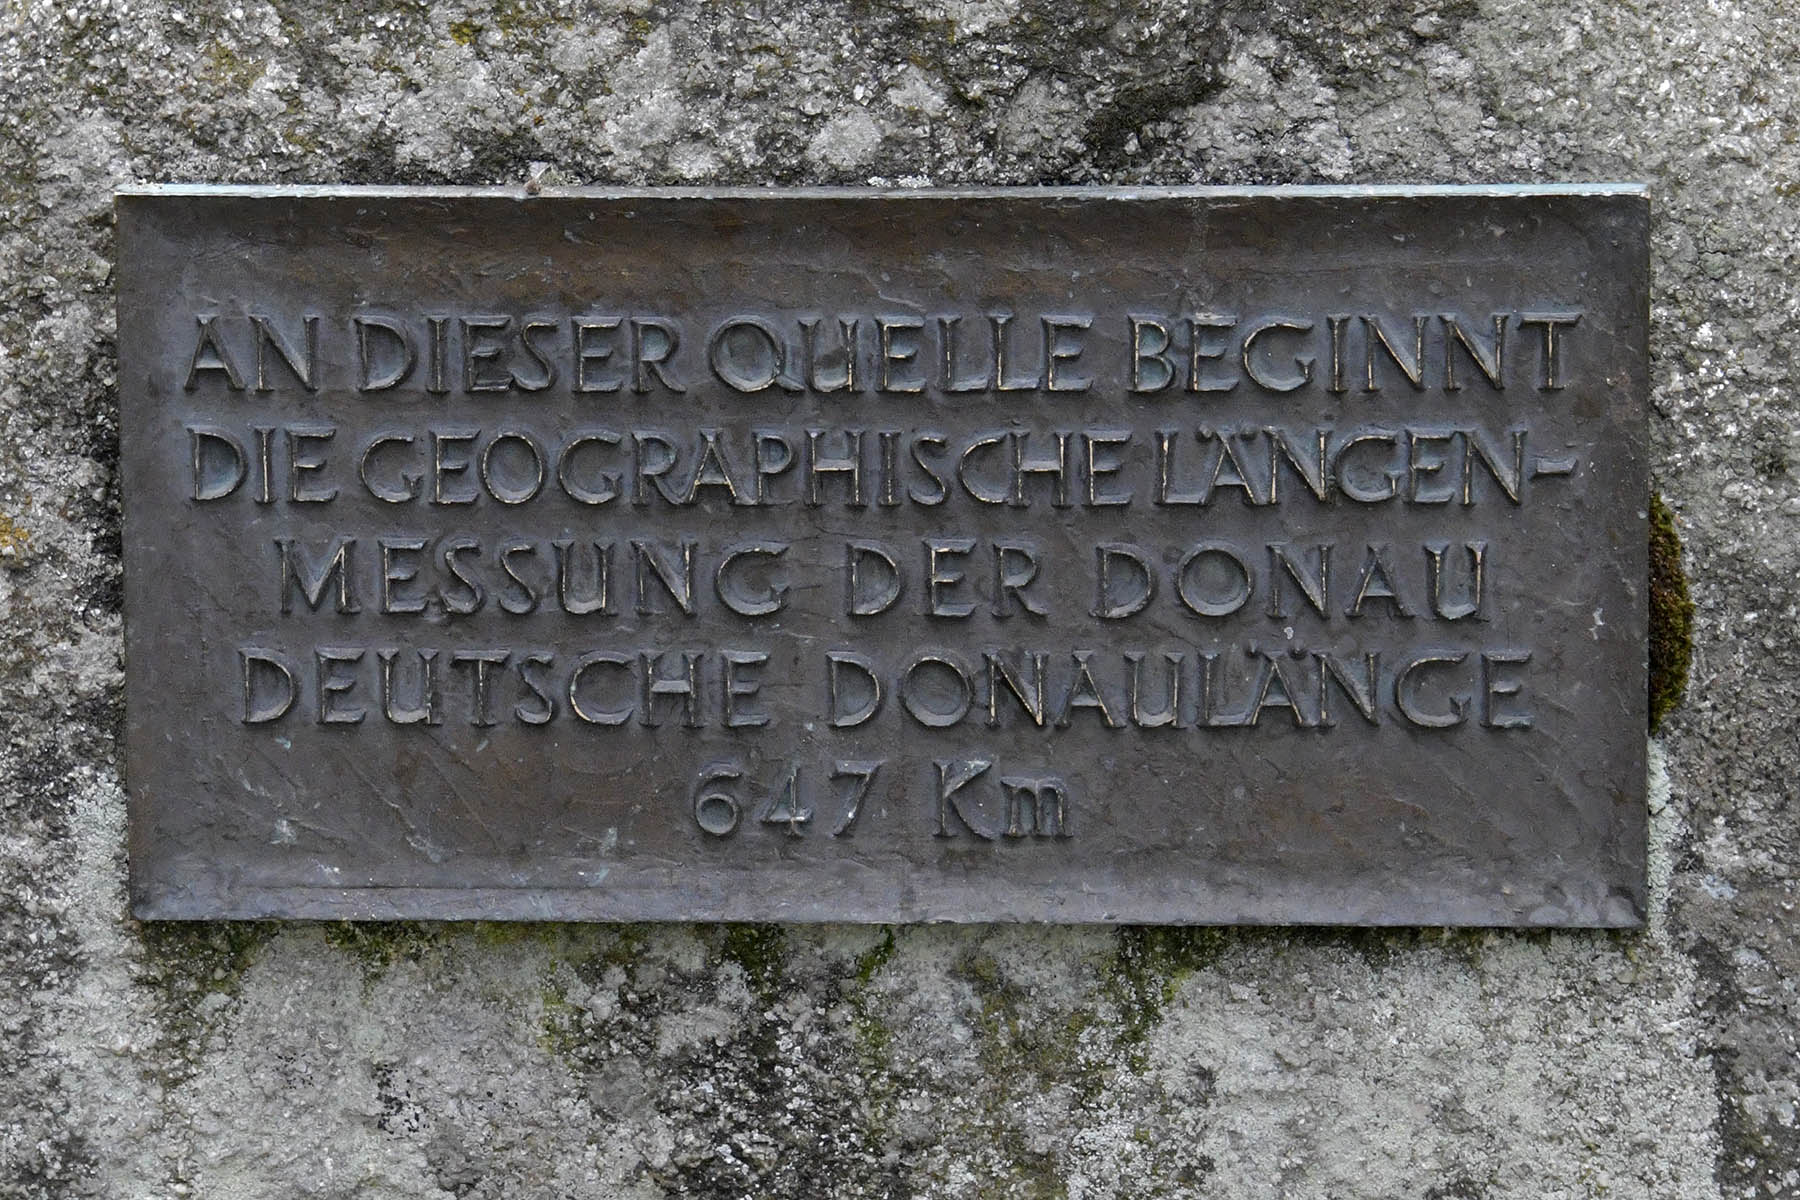 AN DIESER QUELLE BEGINNT
DIE GEOGRAPHISCHE LÄNGEN-
MESSUNG DER DONAU
DEUTSCHE DONAULÄNGE
647 Km